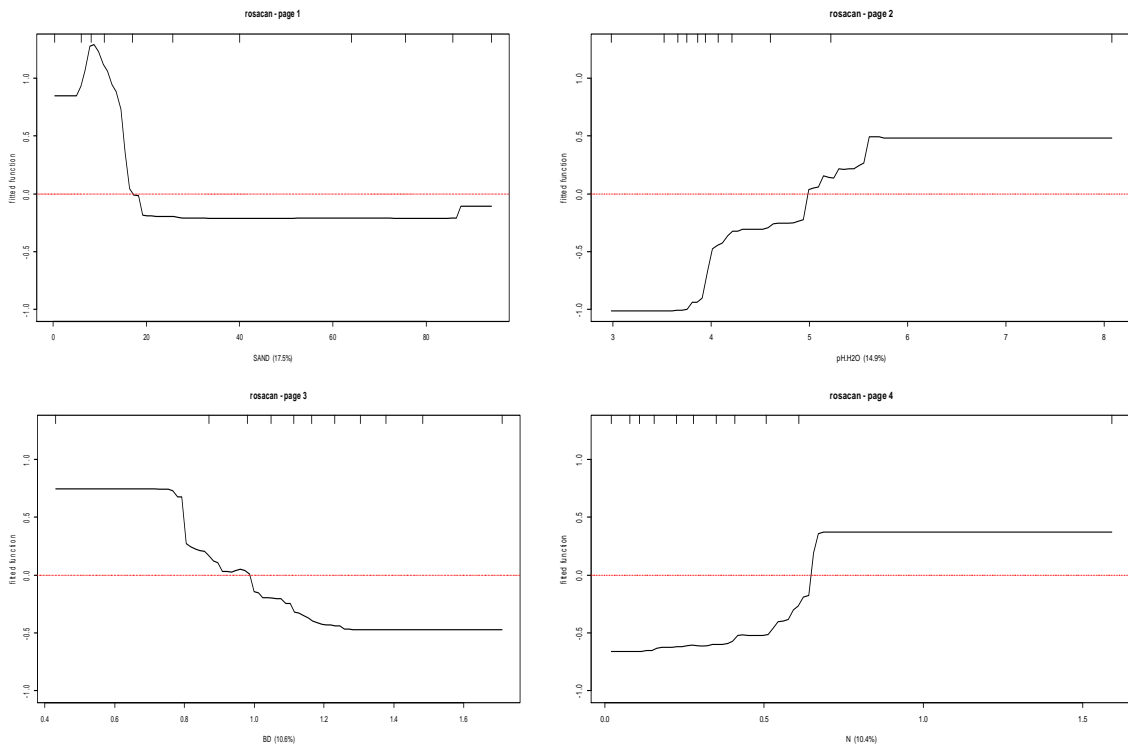 rosacan - page 1
fitted function
1.0
0.5
0.0
-0.5
-1.0
0 20 40 60 80
SAND (17.5%)
rosacan - page 2
fitted function
1.0
0.5
0.0
-0.5
-1.0
3 4 5 6 7 8
pH.H2O (14.9%)
rosacan - page 3
fitted function
1.0
0.5
0.0
-0.5
-1.0
0.4 0.6 0.8 1.0 1.2 1.4 1.6
BD (10.6%)
rosacan - page 4
fitted function
1.0
0.5
0.0
-0.5
-1.0
0.0 0.5 1.0 1.5
N (10.4%)